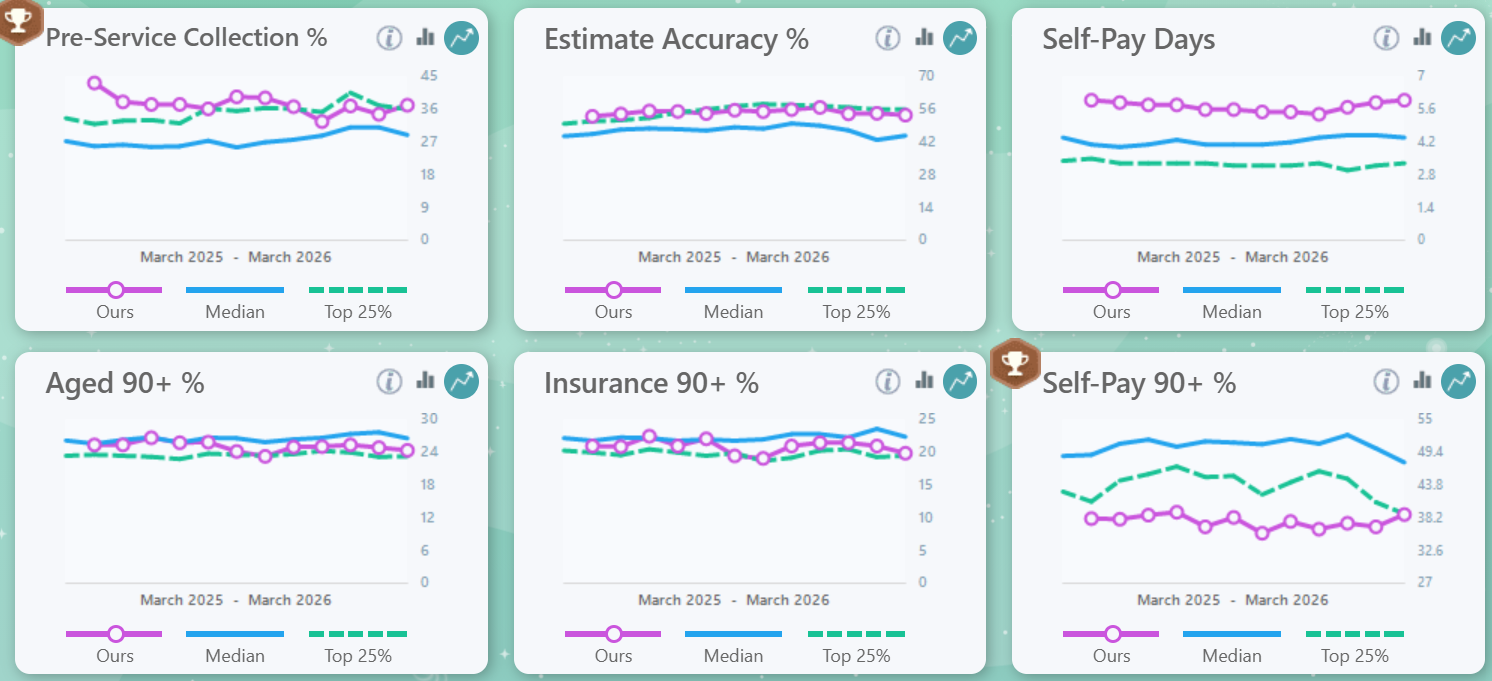 Pre-Service Collection %
45
36
27
18
9
0
March 2025 - March 2026
Ours Median Top 25%
Estimate Accuracy %
70
56
42
28
14
0
March 2025 - March 2026
Ours Median Top 25%
Self-Pay Days
7
5.6
4.2
2.8
1.4
0
March 2025 - March 2026
Ours Median Top 25%
Aged 90+ %
30
24
18
12
6
0
March 2025 - March 2026
Ours Median Top 25%
Insurance 90+ %
25
20
15
10
5
0
March 2025 - March 2026
Ours Median Top 25%
Self-Pay 90+ %
55
49.4
43.8
38.2
32.6
27
March 2025 - March 2026
Ours Median Top 25%